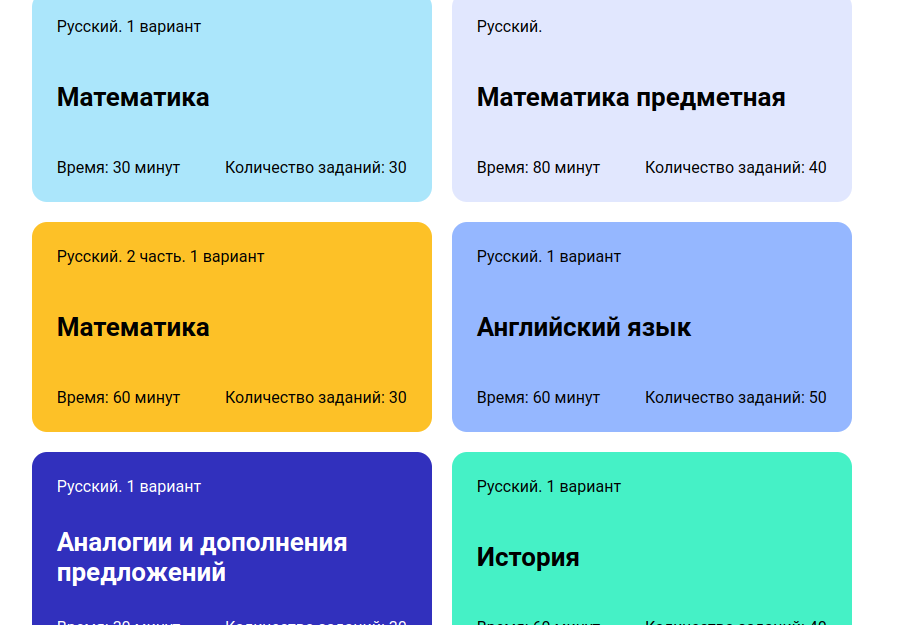 Русский. 1 вариант
Математика
Время: 30 минут Количество заданий: 30
Русский.
Математика предметная
Время: 80 минут Количество заданий: 40
Русский. 2 часть. 1 вариант
Математика
Время: 60 минут Количество заданий: 30
Русский. 1 вариант
Английский язык
Время: 60 минут Количество заданий: 50
Русский. 1 вариант
Аналогии и дополнения
предложений
Русский. 1 вариант
История